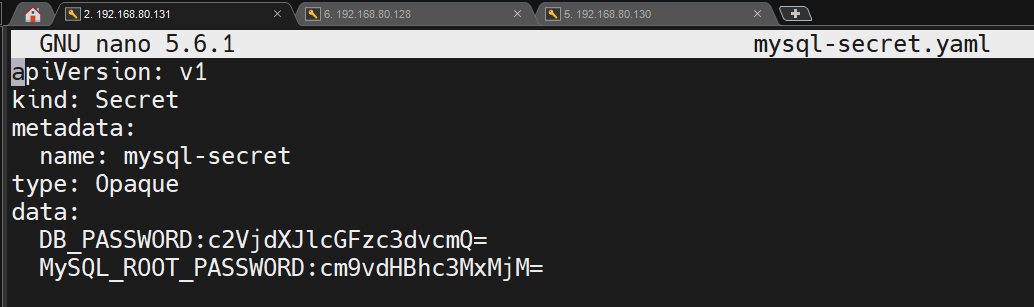 2. 192.168.80.131
6. 192.168.80.128
5. 192.168.80.130
GNU nano 5.6.1 mysql-secret.yaml
apiVersion: v1
kind: Secret
metadata:
name: mysql-secret
type: Opaque
data:
DB_PASSWORD:c2VjdXJlcGFzc3dvcmQ=
MySQL_ROOT_PASSWORD:cm9vdHBhc3MxMjM=